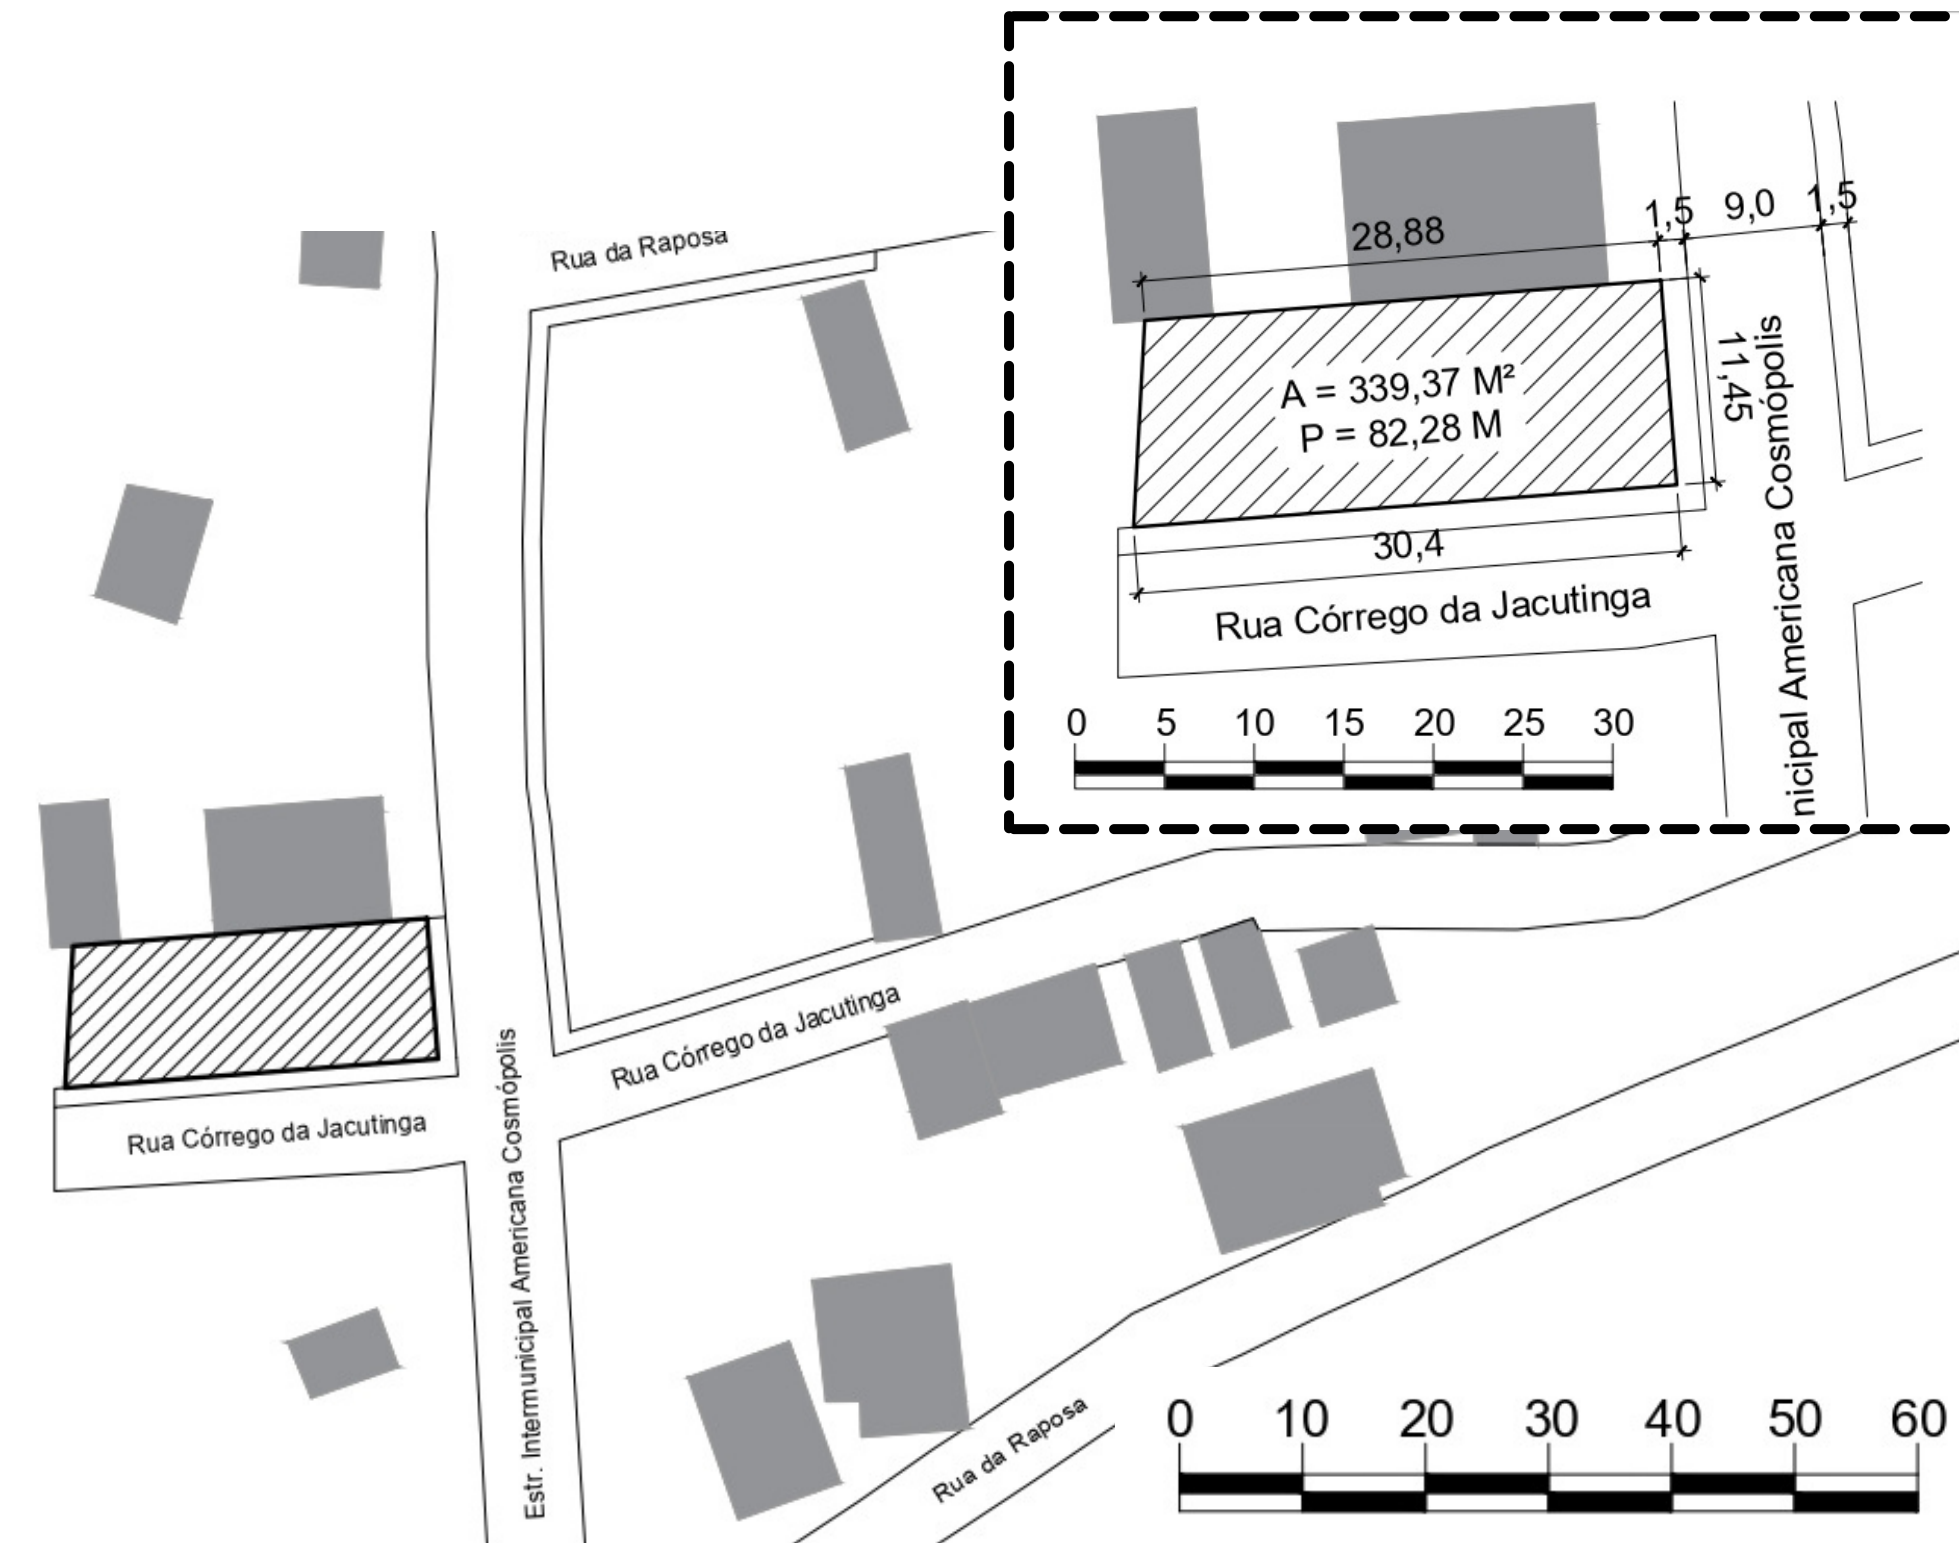 Rua da Raposa
1,5
9,0
1,5
28,88
11,45
A = 339,37 M²
P = 82,28 M
30,4
Rua Córrego da Jacutinga
nicipal Americana Cosmópolis
0 5 10 15 20 25 30
Rua Córrego da Jacutinga
Rua Córrego da Jacutinga
Estr. Intermunicipal Americana Cosmópolis
Rua da Raposa
0 10 20 30 40 50 60